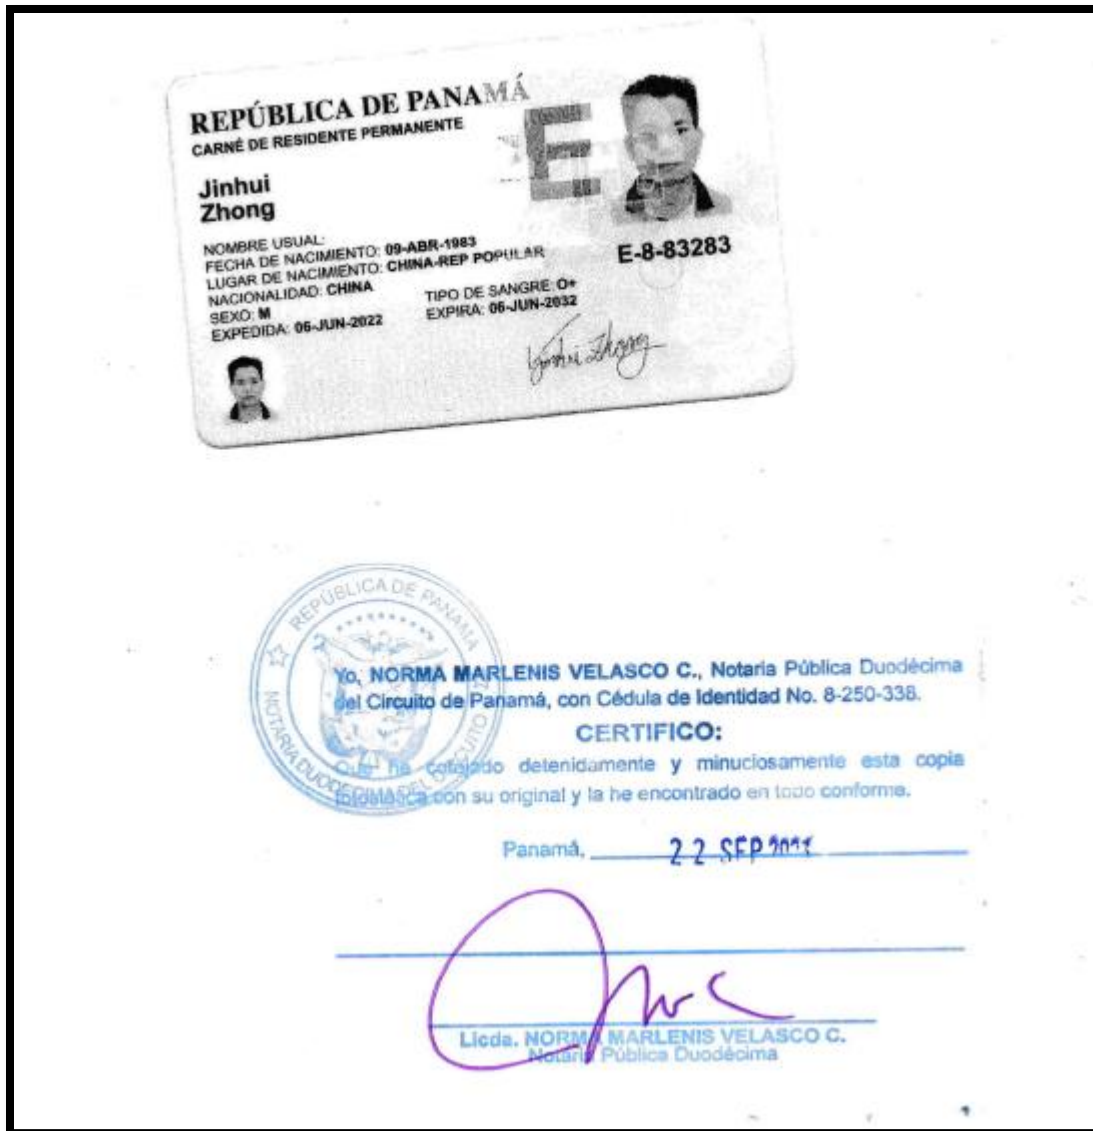 REPÚBLICA DE PANAMÁ
CARNÉ DE RESIDENTE PERMANENTE
Jinhui
Zhong
NOMBRE USUAL:
FECHA DE NACIMIENTO: 09-ABR-1983
LUGAR DE NACIMIENTO: CHINA-REP POPULAR
NACIONALIDAD: CHINA
TIPO DE SANGRE: O+
SEXO: M
EXPEDIDA: 06-JUN-2022
EXPIRA: 06-JUN-2032
E
E-8-83283
Jinhui Zhong
REPÚBLICA DE PANAMÁ
NOTARIA DUODECIMA DEL CIRCUITO
Yo, NORMA MARLENIS VELASCO C., Notaria Pública Duodécima
del Circuito de Panamá, con Cédula de Identidad No. 8-250-338.
CERTIFICO:
Que he cotejado detenidamente y minuciosamente esta copia
fotostática con su original y la he encontrado en todo conforme.
Panamá, 22 SEP
Licda. NORMA MARLENIS VELASCO C.
Notaria Pública Duodécima